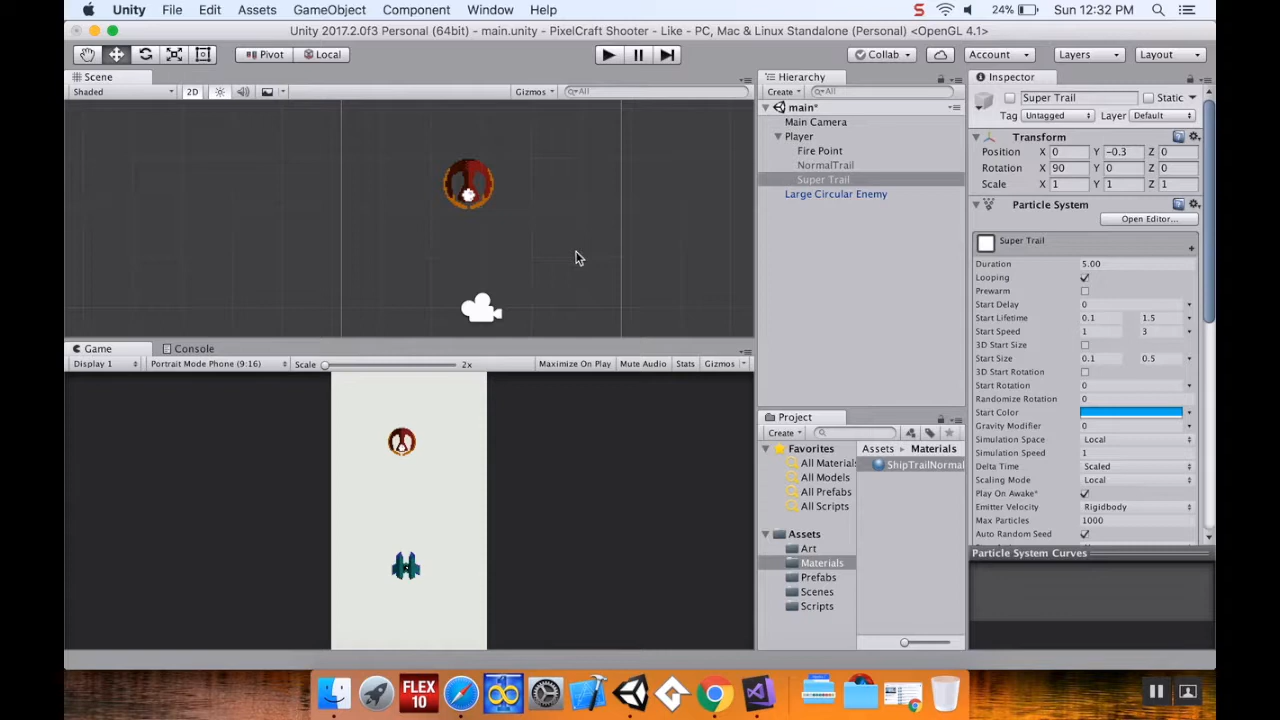 Unity File Edit Assets GameObject Component Window Help 24% Sun 12:32 PM
Unity 2017.2.0f3 Personal (64bit) - main.unity - PixelCraft Shooter - Like - PC, Mac & Linux Standalone (Personal) <OpenGL 4.1>
Pivot Local Collab Account Layers Layout
Scene
Shaded 2D Gizmos All
Game Console
Display 1 Portrait Mode Phone (9:16) Scale 2x Maximize On Play Mute Audio Stats Gizmos
Hierarchy
Create All
main*
Main Camera
Player
Fire Point
NormalTrail
Super Trail
Large Circular Enemy
Project
Create
Favorites
All Materials
All Models
All Prefabs
All Scripts
Assets
Art
Materials
Prefabs
Scenes
Scripts
Assets Materials
ShipTrailNormal
Inspector
Super Trail Static
Tag Untagged Layer Default
Transform
Position X 0 Y -0.3 Z 0
Rotation X 90 Y 0 Z 0
Scale X 1 Y 1 Z 1
Particle System
Open Editor...
Super Trail
Duration 5.00
Looping
Prewarm
Start Delay 0
Start Lifetime 0.1 1.5
Start Speed 1 3
3D Start Size
Start Size 0.1 0.5
3D Start Rotation
Start Rotation 0
Randomize Rotation 0
Start Color
Gravity Modifier 0
Simulation Space Local
Simulation Speed 1
Delta Time Scaled
Scaling Mode Local
Play On Awake*
Emitter Velocity Rigidbody
Max Particles 1000
Auto Random Seed
Particle System Curves
FLEX
10